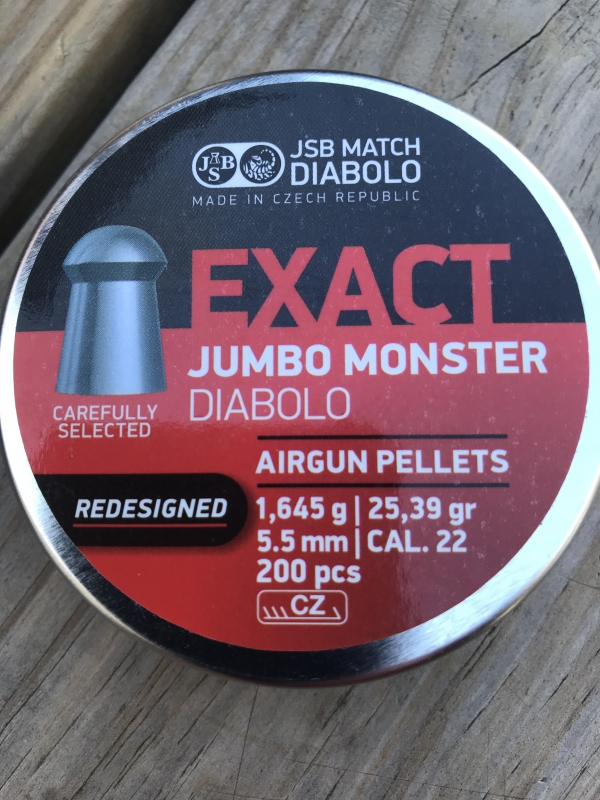 JSB
JSB MATCH
DIABOLO
MADE IN CZECH REPUBLIC
EXACT
JUMBO MONSTER
DIABOLO
CAREFULLY
SELECTED
AIRGUN PELLETS
REDESIGNED
1,645 g | 25,39 gr
5.5 mm | CAL. 22
200 pcs
CZ